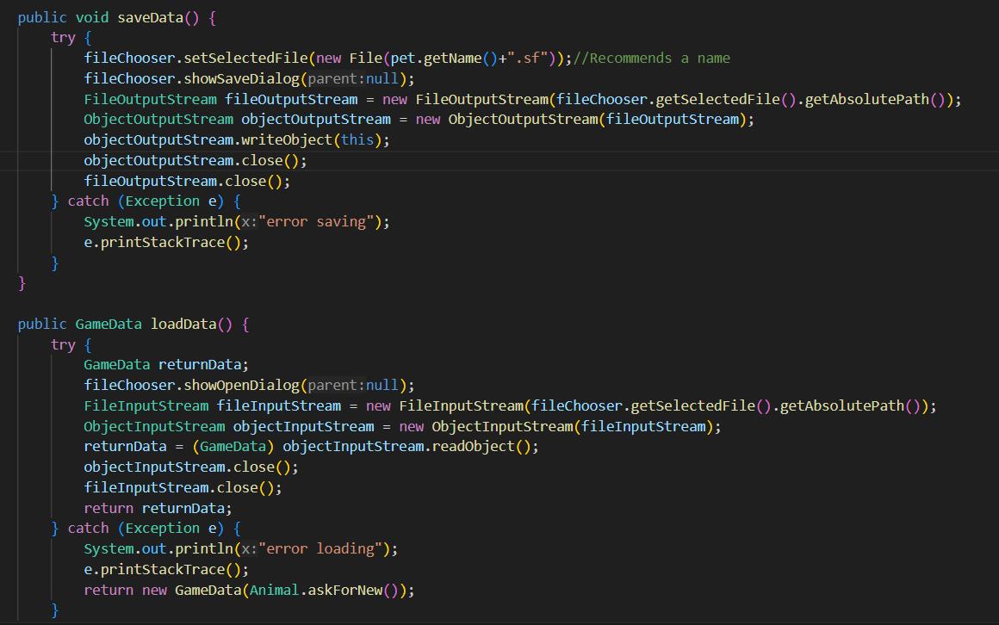 public void saveData() {
    try {
        fileChooser.setSelectedFile(new File(pet.getName()+".sf"));//Recommends a name
        fileChooser.showSaveDialog(parent:null);
        FileOutputStream fileOutputStream = new FileOutputStream(fileChooser.getSelectedFile().getAbsolutePath());
        ObjectOutputStream objectOutputStream = new ObjectOutputStream(fileOutputStream);
        objectOutputStream.writeObject(this);
        objectOutputStream.close();
        fileOutputStream.close();
    } catch (Exception e) {
        System.out.println(x:"error saving");
        e.printStackTrace();
    }
}

public GameData loadData() {
    try {
        GameData returnData;
        fileChooser.showOpenDialog(parent:null);
        FileInputStream fileInputStream = new FileInputStream(fileChooser.getSelectedFile().getAbsolutePath());
        ObjectInputStream objectInputStream = new ObjectInputStream(fileInputStream);
        returnData = (GameData) objectInputStream.readObject();
        objectInputStream.close();
        fileInputStream.close();
        return returnData;
    } catch (Exception e) {
        System.out.println(x:"error loading");
        e.printStackTrace();
        return new GameData(Animal.askForNew());
    }